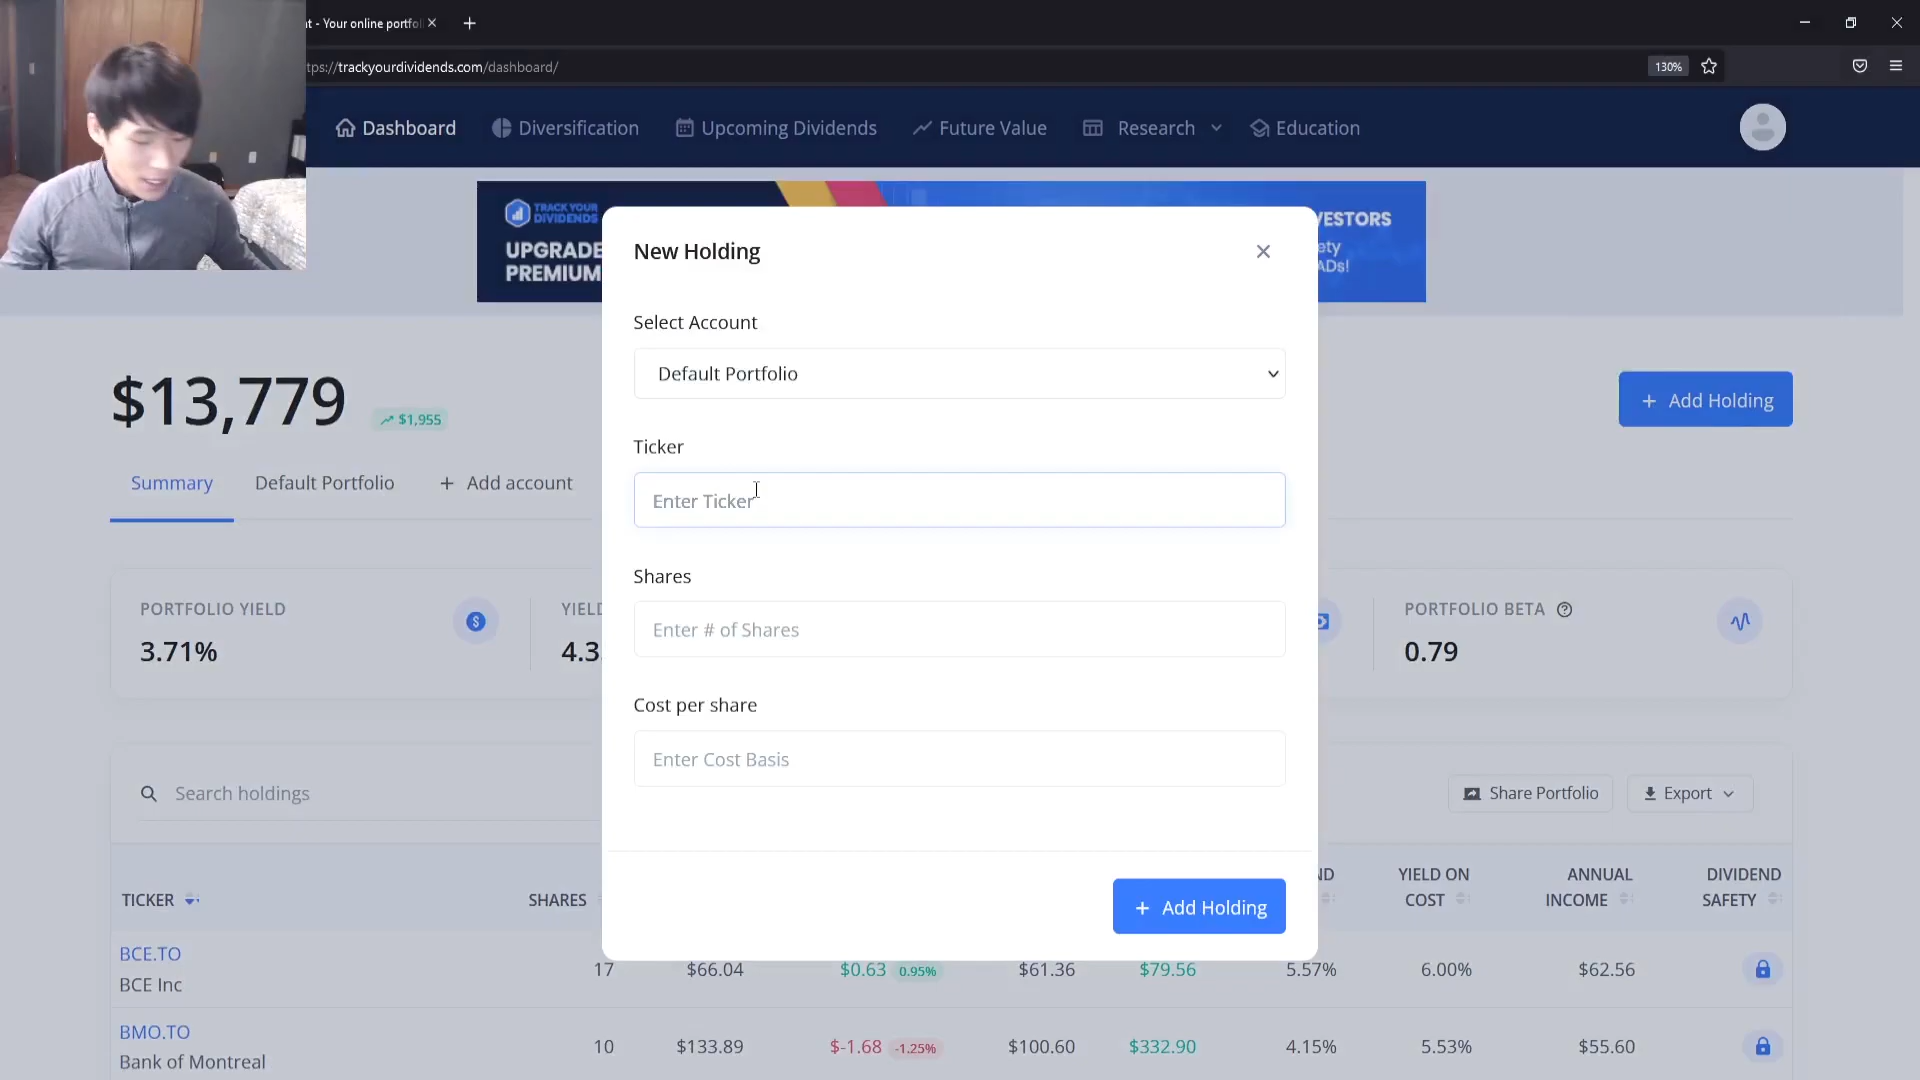 t - Your online portfo
tps://trackyourdividends.com/dashboard/
130%
Dashboard
Diversification
Upcoming Dividends
Future Value
Research
Education
TRACK YOUR
DIVIDENDS
UPGRADE
PREMIUM
VESTORS
ety
ADs!
New Holding
Select Account
Default Portfolio
Ticker
Enter Ticker
Shares
Enter # of Shares
Cost per share
Enter Cost Basis
+ Add Holding
$13,779
$1,955
+ Add Holding
Summary
Default Portfolio
+ Add account
PORTFOLIO YIELD
3.71%
YIEL
4.3
PORTFOLIO BETA
0.79
Search holdings
Share Portfolio
Export
TICKER
SHARES
ND
YIELD ON
COST
ANNUAL
INCOME
DIVIDEND
SAFETY
BCE.TO
BCE Inc
17
$66.04
$0.63
0.95%
$61.36
$79.56
5.57%
6.00%
$62.56
BMO.TO
Bank of Montreal
10
$133.89
$-1.68
-1.25%
$100.60
$332.90
4.15%
5.53%
$55.60